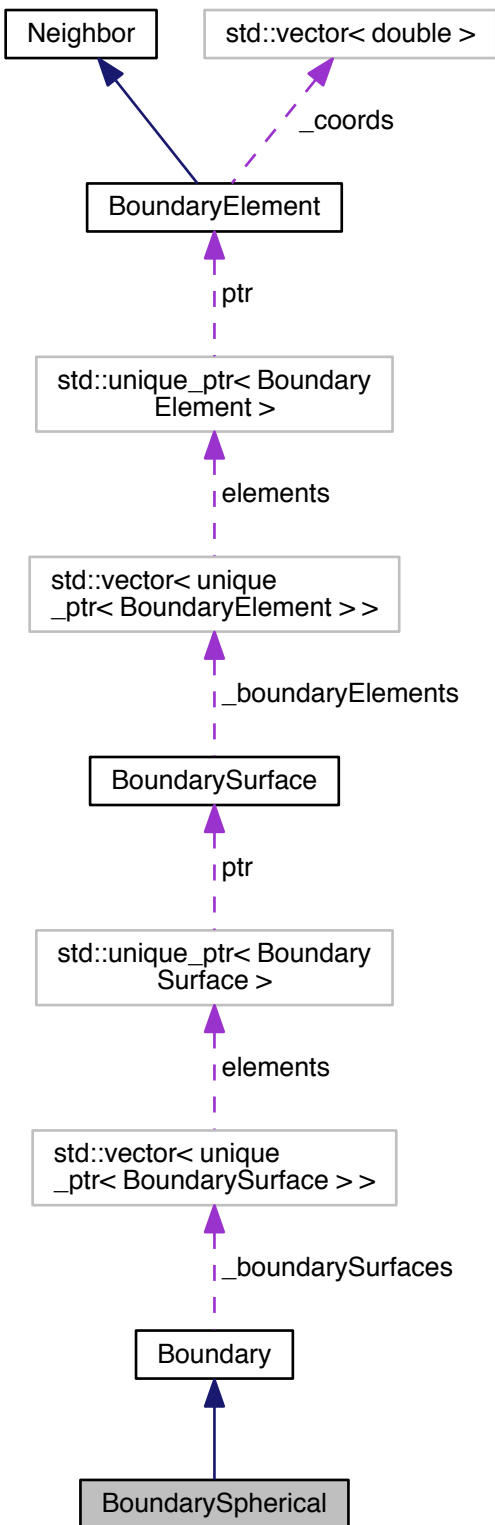 Neighbor
std::vector< double >
_coords
BoundaryElement
ptr
std::unique_ptr< Boundary
Element >
elements
std::vector< unique
_ptr< BoundaryElement > >
_boundaryElements
BoundarySurface
ptr
std::unique_ptr< Boundary
Surface >
elements
std::vector< unique
_ptr< BoundarySurface > >
_boundarySurfaces
Boundary
BoundarySpherical